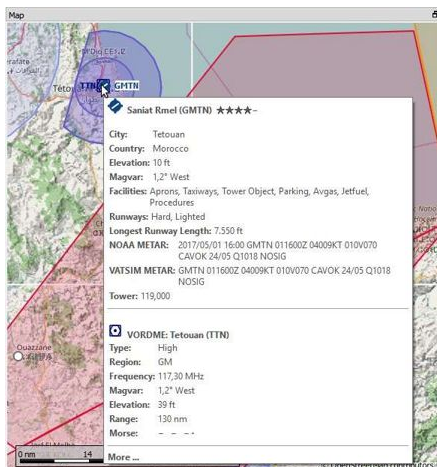 Map
M'Diq ⵎⴹⵉⵇ
TTN GMTN
Saniat Rmel (GMTN) ★★★★–
City: Tetouan
Country: Morocco
Elevation: 10 ft
Magvar: 1,2° West
Facilities: Aprons, Taxiways, Tower Object, Parking, Avgas, Jetfuel,
Procedures
Runways: Hard, Lighted
Longest Runway Length: 7.550 ft
NOAA METAR: 2017/05/01 16:00 GMTN 011600Z 04009KT 010V070
CAVOK 24/05 Q1018 NOSIG
VATSIM METAR: GMTN 011600Z 04009KT 010V070 CAVOK 24/05 Q1018
NOSIG
Tower: 119,000
VORDME: Tetouan (TTN)
Type: High
Region: GM
Frequency: 117,30 MHz
Magvar: 1,2° West
Elevation: 39 ft
Range: 130 nm
Morse: – – –·
More ...
Ouazzane
0 nm 14